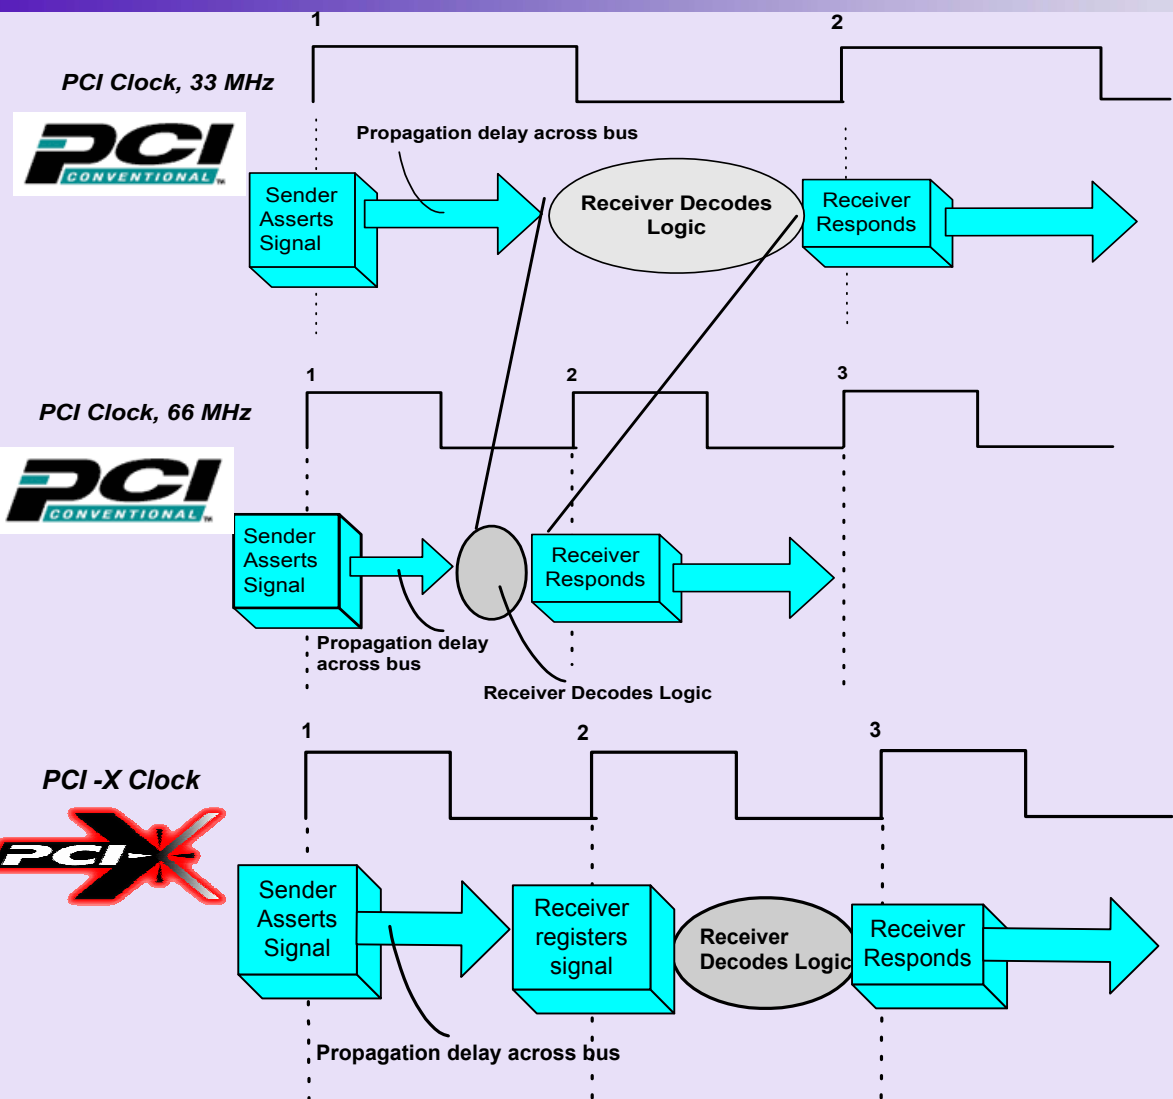 1
2
PCI Clock, 33 MHz
PCI
CONVENTIONAL™
Propagation delay across bus
Sender
Asserts
Signal
Receiver Decodes
Logic
Receiver
Responds
1
2
3
PCI Clock, 66 MHz
PCI
CONVENTIONAL™
Sender
Asserts
Signal
Receiver
Responds
Propagation delay
across bus
Receiver Decodes Logic
1
2
3
PCI -X Clock
PCI-X
Sender
Asserts
Signal
Receiver
registers
signal
Receiver
Decodes Logic
Receiver
Responds
Propagation delay across bus